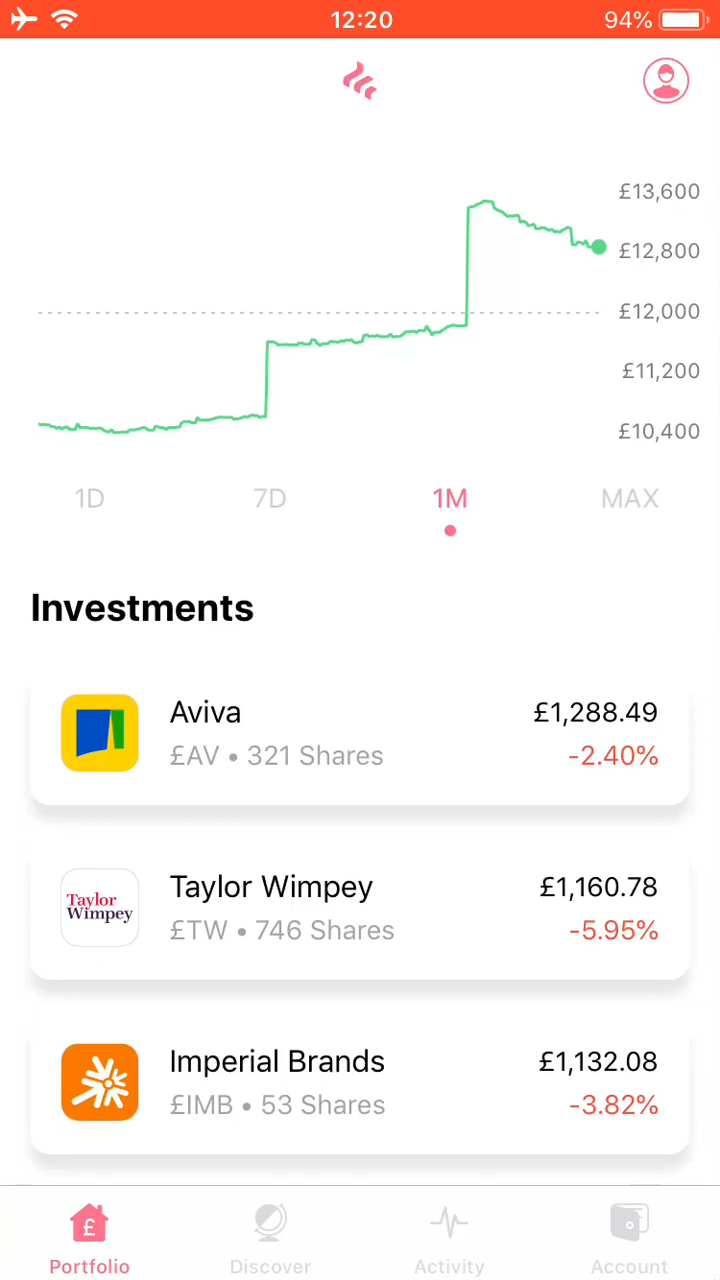 12:20
94%
£13,600
£12,800
£12,000
£11,200
£10,400
1D 7D 1M MAX
Investments
Aviva £1,288.49
£AV • 321 Shares -2.40%
Taylor Wimpey
Taylor Wimpey £1,160.78
£TW • 746 Shares -5.95%
Imperial Brands £1,132.08
£IMB • 53 Shares -3.82%
£
Portfolio Discover Activity Account